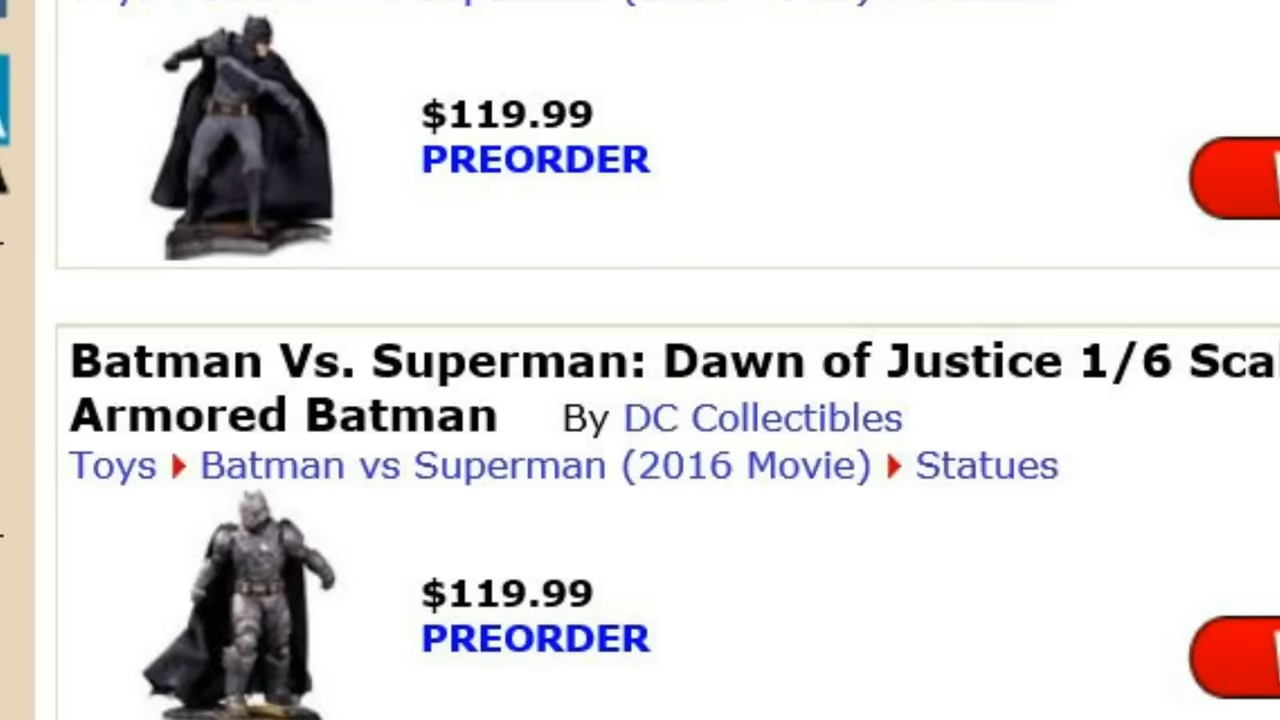 $119.99
PREORDER
Batman Vs. Superman: Dawn of Justice 1/6 Scal
Armored Batman By DC Collectibles
Toys Batman vs Superman (2016 Movie) Statues
$119.99
PREORDER